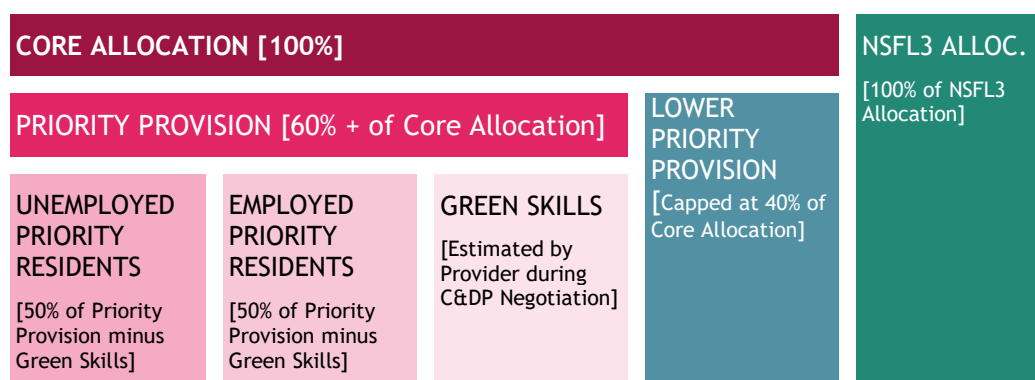 CORE ALLOCATION [100%]
NSFL3 ALLOC.
[100% of NSFL3
Allocation]
PRIORITY PROVISION [60% + of Core Allocation]
LOWER
PRIORITY
PROVISION
[Capped at 40% of
Core Allocation]
UNEMPLOYED
PRIORITY
RESIDENTS
[50% of Priority
Provision minus
Green Skills]
EMPLOYED
PRIORITY
RESIDENTS
[50% of Priority
Provision minus
Green Skills]
GREEN SKILLS
[Estimated by
Provider during
C&DP Negotiation]